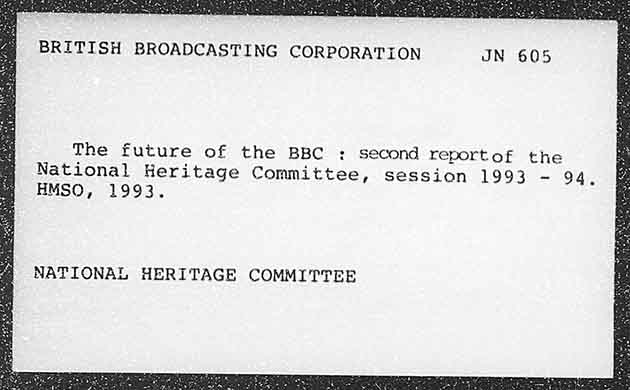 BRITISH BROADCASTING CORPORATION JN 605
The future of the BBC : second report of the
National Heritage Committee, session 1993 - 94.
HMSO, 1993.
NATIONAL HERITAGE COMMITTEE